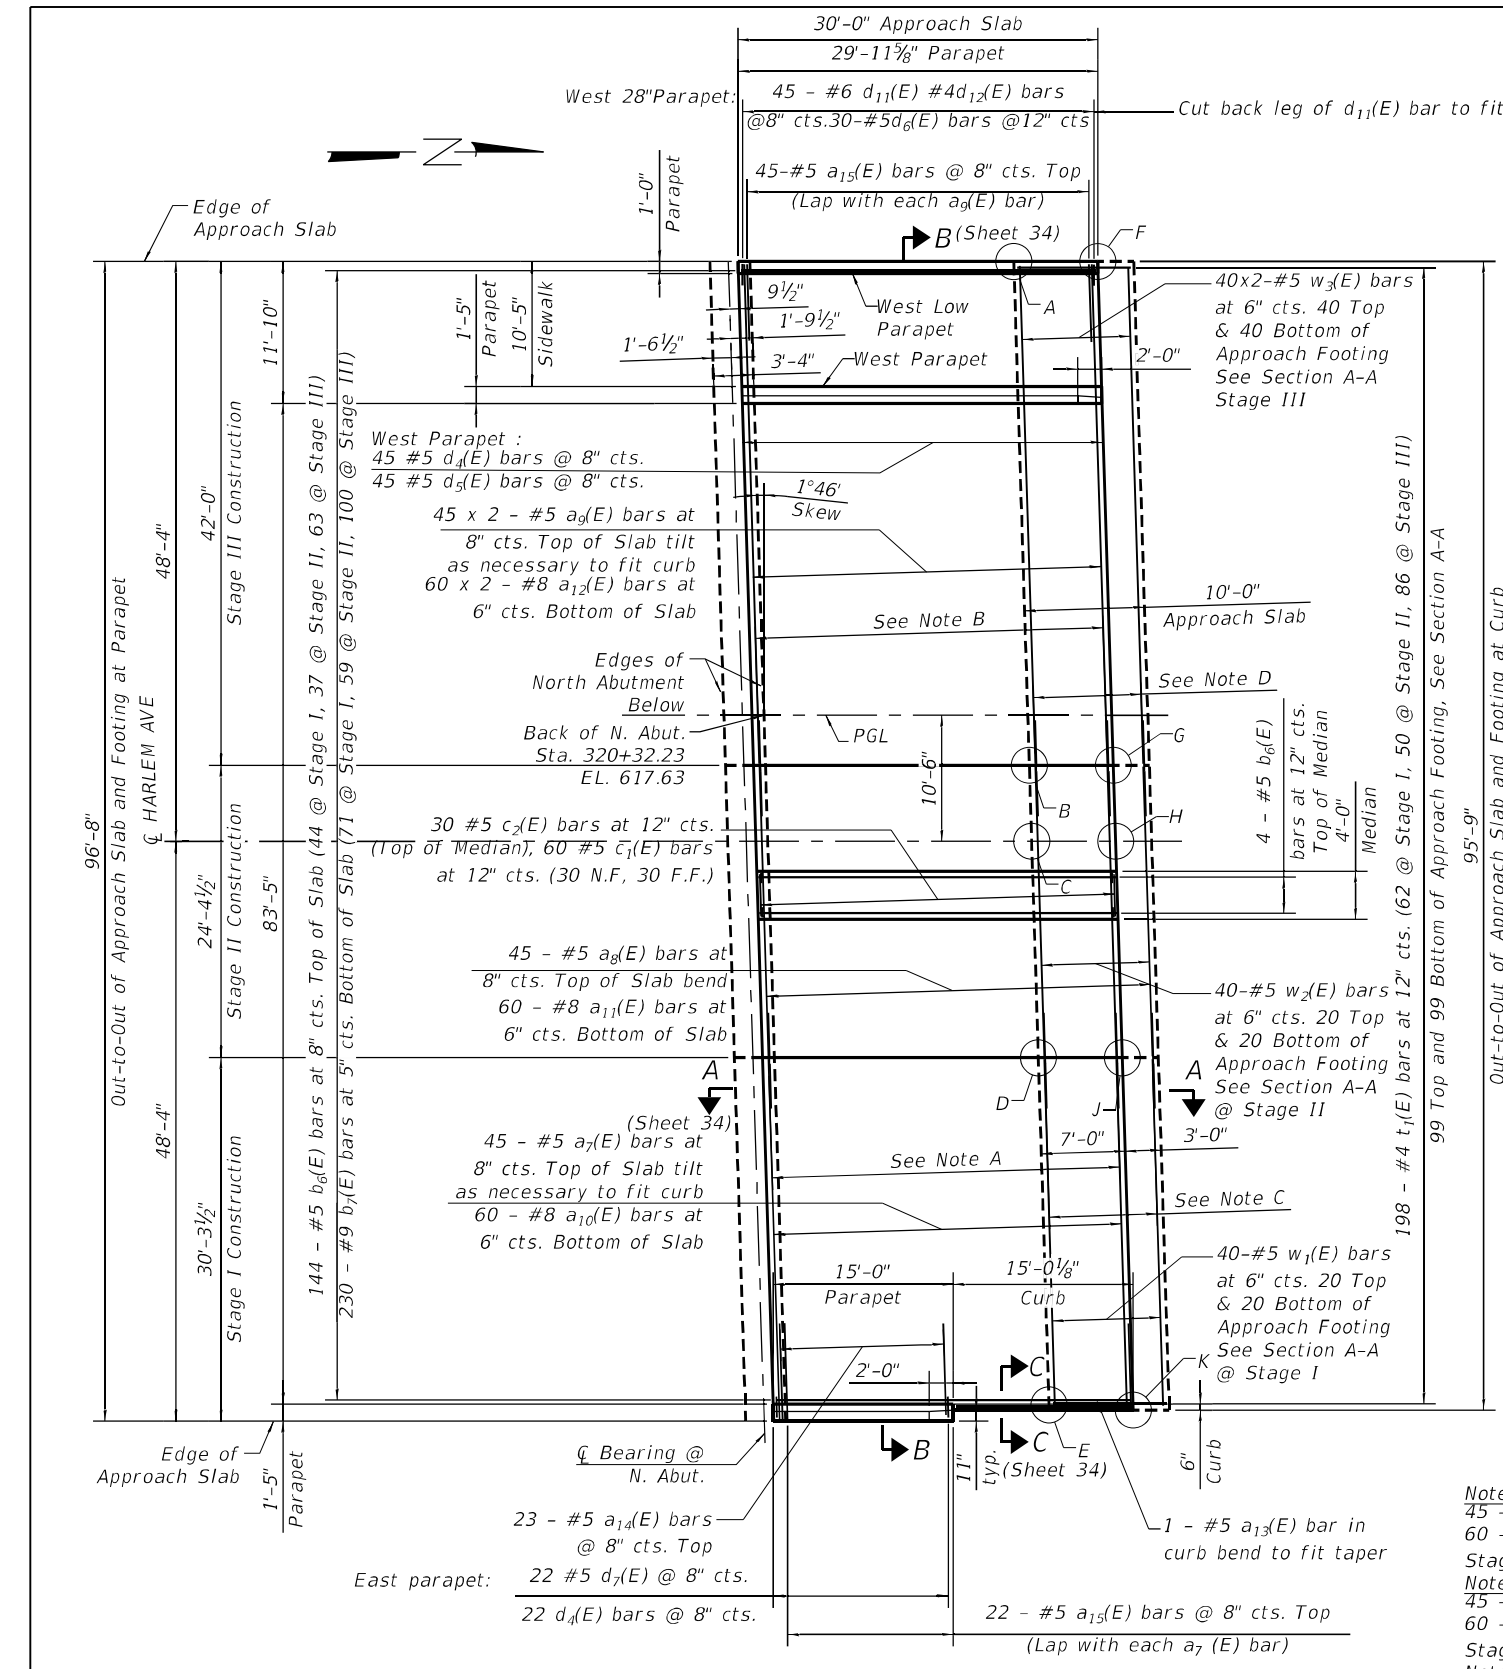 30'-0" Approach Slab
29'-11⅝" Parapet
West 28"Parapet:
45 - #6 d11(E) #4d12(E) bars
@8" cts.30-#5d6(E) bars @12" cts
Cut back leg of d11(E) bar to fit
N
1'-0"
Parapet
45-#5 a15(E) bars @ 8" cts. Top
(Lap with each a9(E) bar)
Edge of
Approach Slab
B (Sheet 34)
F
A
40x2-#5 w3(E) bars
at 6" cts. 40 Top
& 40 Bottom of
Approach Footing
See Section A-A
Stage III
9½"
1'-9½"
1'-6½"
3'-4"
West Low
Parapet
West Parapet
2'-0"
11'-10"
1'-5"
Parapet
10'-5"
Sidewalk
West Parapet :
45 #5 d4(E) bars @ 8" cts.
45 #5 d5(E) bars @ 8" cts.
1°46'
Skew
45 x 2 - #5 a9(E) bars at
8" cts. Top of Slab tilt
as necessary to fit curb
60 x 2 - #8 a12(E) bars at
6" cts. Bottom of Slab
See Note B
10'-0"
Approach Slab
Edges of
North Abutment
Below
See Note D
Back of N. Abut.
Sta. 320+32.23
EL. 617.63
PGL
10'-6"
G
B
H
C
30 #5 c2(E) bars at 12" cts.
(Top of Median), 60 #5 c1(E) bars
at 12" cts. (30 N.F, 30 F.F.)
4 - #5 b6(E)
bars at 12" cts.
Top of Median
4'-0"
Median
96'-8"
Out-to-Out of Approach Slab and Footing at Parapet
℄ HARLEM AVE
48'-4"
48'-4"
42'-0"
Stage III Construction
24'-4½"
Stage II Construction
30'-3½"
Stage I Construction
83'-5"
144 - #5 b6(E) bars at 8" cts. Top of Slab (44 @ Stage I, 37 @ Stage II, 63 @ Stage III)
230 - #9 b7(E) bars at 5" cts. Bottom of Slab (71 @ Stage I, 59 @ Stage II, 100 @ Stage III)
198 - #4 t1(E) bars at 12" cts. (62 @ Stage I, 50 @ Stage II, 86 @ Stage III)
99 Top and 99 Bottom of Approach Footing, See Section A-A
95'-9"
Out-to-Out of Approach Slab and Footing at Curb
45 - #5 a8(E) bars at
8" cts. Top of Slab bend
60 - #8 a11(E) bars at
6" cts. Bottom of Slab
40-#5 w2(E) bars
at 6" cts. 20 Top
& 20 Bottom of
Approach Footing
See Section A-A
@ Stage II
A
(Sheet 34)
A
D
J
45 - #5 a7(E) bars at
8" cts. Top of Slab tilt
as necessary to fit curb
60 - #8 a10(E) bars at
6" cts. Bottom of Slab
See Note A
7'-0"
3'-0"
See Note C
15'-0"
Parapet
15'-0⅛"
Curb
40-#5 w1(E) bars
at 6" cts. 20 Top
& 20 Bottom of
Approach Footing
See Section A-A
@ Stage I
2'-0"
C
K
Edge of
Approach Slab
1'-5"
Parapet
℄ Bearing @
N. Abut.
B
11"
typ.
C
(Sheet 34)
E
6"
Curb
23 - #5 a14(E) bars
@ 8" cts. Top
1 - #5 a13(E) bar in
curb bend to fit taper
East parapet:
22 #5 d7(E) @ 8" cts.
22 d4(E) bars @ 8" cts.
22 - #5 a15(E) bars @ 8" cts. Top
(Lap with each a7 (E) bar)
Note
45 -
60 -
Stag
Note
45 -
60 -
Stag